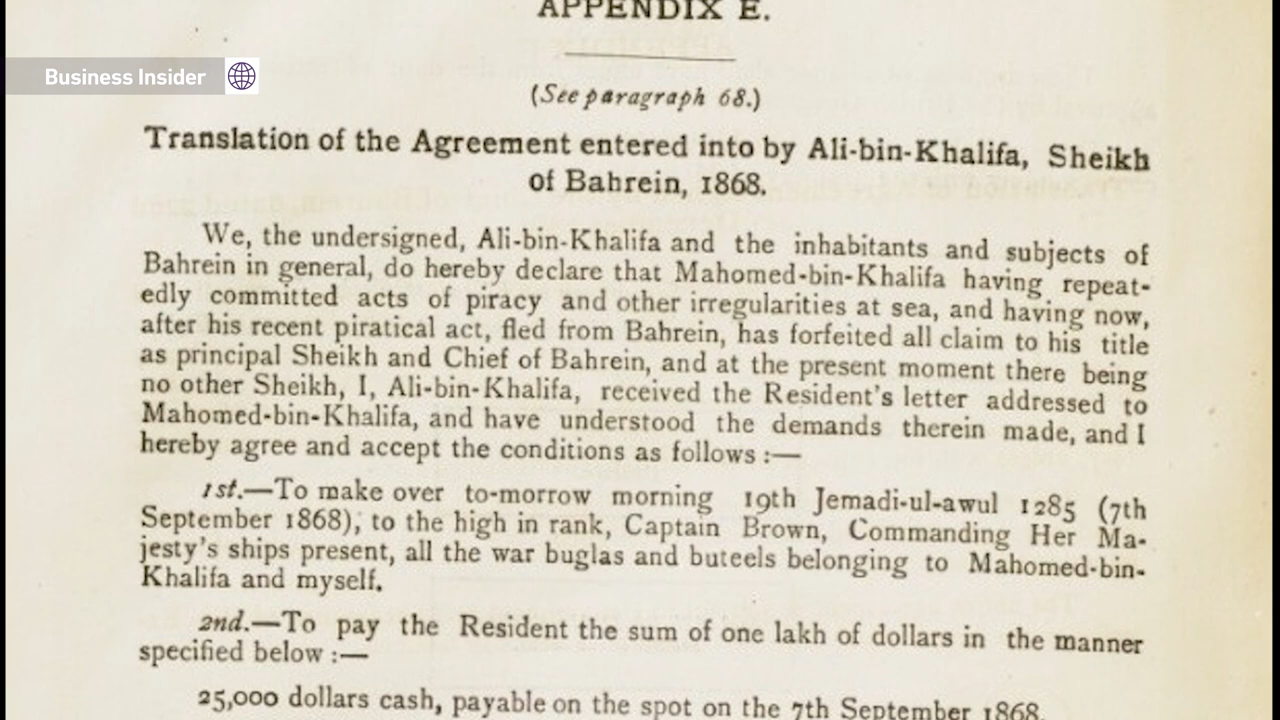 APPENDIX E.
Business Insider
(See paragraph 68.)
Translation of the Agreement entered into by Ali-bin-Khalifa, Sheikh
of Bahrein, 1868.
We, the undersigned, Ali-bin-Khalifa and the inhabitants and subjects of
Bahrein in general, do hereby declare that Mahomed-bin-Khalifa having repeat-
edly committed acts of piracy and other irregularities at sea, and having now,
after his recent piratical act, fled from Bahrein, has forfeited all claim to his title
as principal Sheikh and Chief of Bahrein, and at the present moment there being
no other Sheikh, I, Ali-bin-Khalifa, received the Resident's letter addressed to
Mahomed-bin-Khalifa, and have understood the demands therein made, and I
hereby agree and accept the conditions as follows :—
1st.—To make over to-morrow morning 19th Jemadi-ul-awul 1285 (7th
September 1868), to the high in rank, Captain Brown, Commanding Her Ma-
jesty's ships present, all the war buglas and buteels belonging to Mahomed-bin-
Khalifa and myself.
2nd.—To pay the Resident the sum of one lakh of dollars in the manner
specified below :—
25,000 dollars cash, payable on the spot on the 7th September 1868.